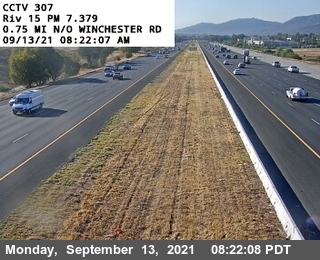 CCTV 307
Riv 15 PM 7.379
0.75 MI N/O WINCHESTER RD
09/13/21 08:22:07 AM
Monday, September 13, 2021 08:22:08 PDT